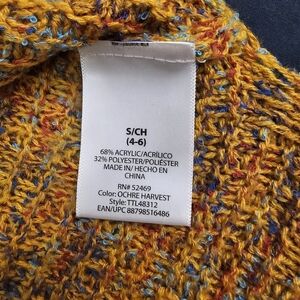 S/CH
(4-6)
68% ACRYLIC/ACRÍLICO
32% POLYESTER/POLIÉSTER
MADE IN/ HECHO EN
CHINA
RN# 52469
Color: OCHRE HARVEST
Style: TTL48312
EAN/UPC 88798516486